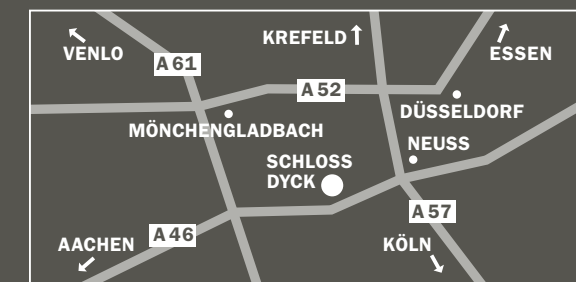 KREFELD
VENLO
ESSEN
A 61
A 52
DÜSSELDORF
MÖNCHENGLADBACH
NEUSS
SCHLOSS
DYCK
A 57
A 46
AACHEN
KÖLN